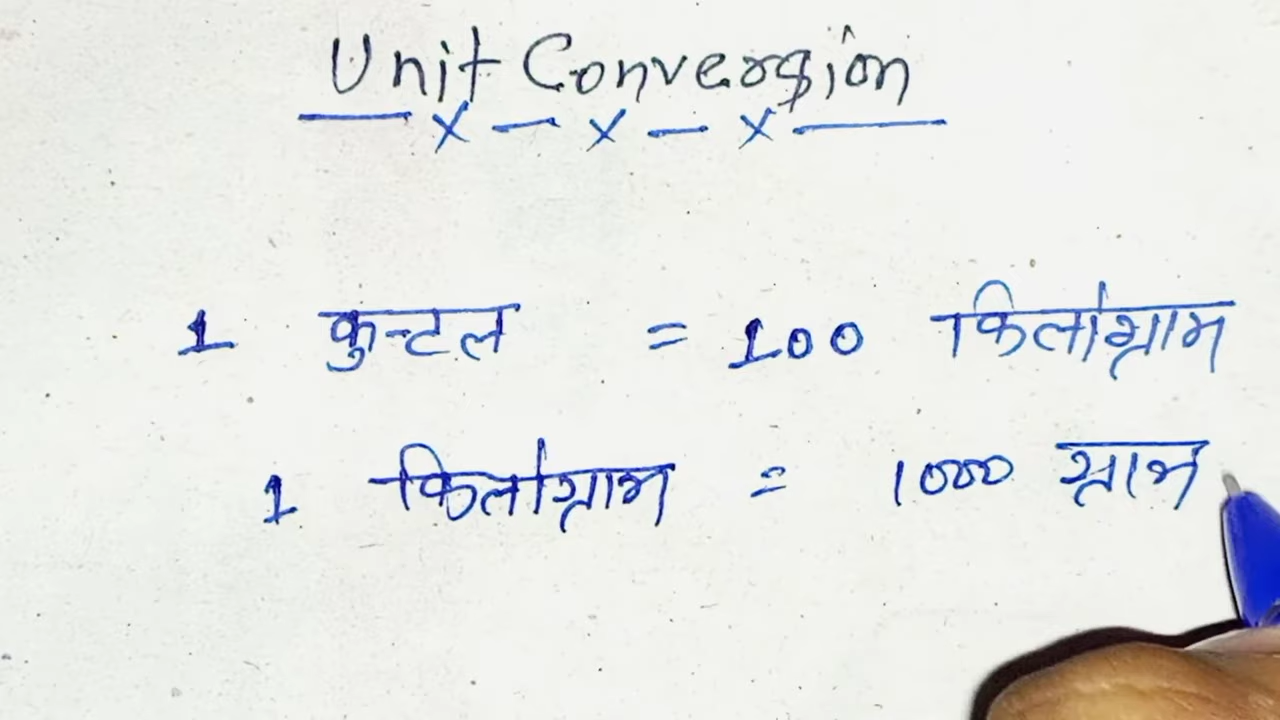 Unit Conversion
1 कुन्टल = 100 किलोग्राम
1 किलोग्राम = 1000 ग्राम